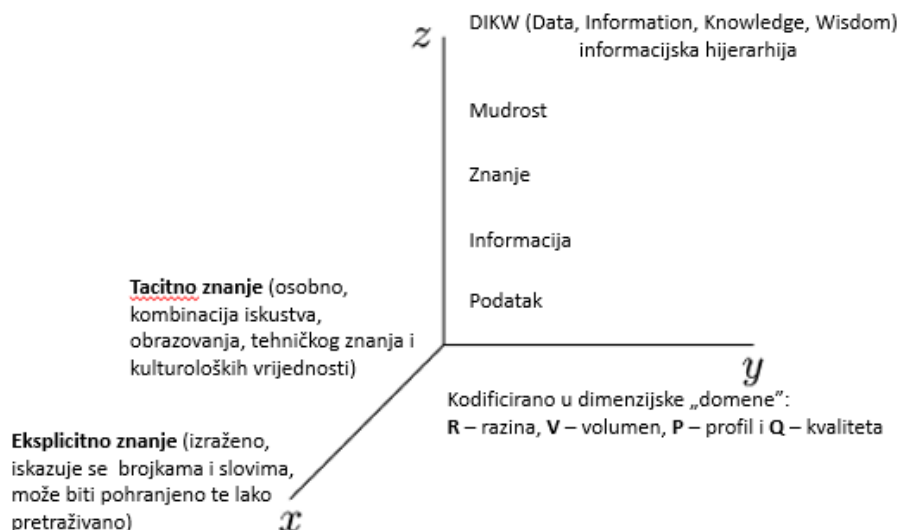 DIKW (Data, Information, Knowledge, Wisdom)
informacijska hijerarhija
z
Mudrost
Znanje
Informacija
Podatak
Tacitno znanje (osobno,
kombinacija iskustva,
obrazovanja, tehničkog znanja i
kulturoloških vrijednosti)
y
Kodificirano u dimenzijske „domene”:
R – razina, V – volumen, P – profil i Q – kvaliteta
Eksplicitno znanje (izraženo,
iskazuje se brojkama i slovima,
može biti pohranjeno te lako
pretraživano)
x